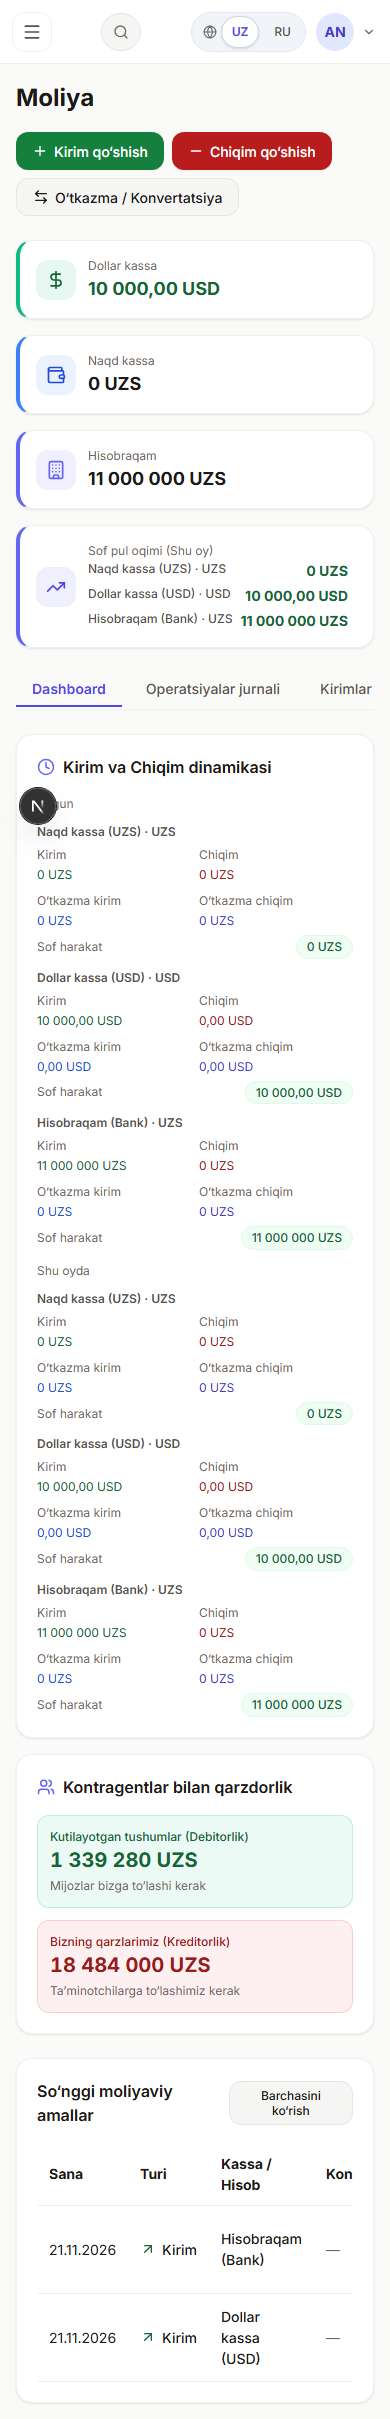 UZ
RU
AN
Moliya
+ Kirim qo‘shish
− Chiqim qo‘shish
O‘tkazma / Konvertatsiya
Dollar kassa
10 000,00 USD
Naqd kassa
0 UZS
Hisobraqam
11 000 000 UZS
Sof pul oqimi (Shu oy)
Naqd kassa (UZS) · UZS 0 UZS
Dollar kassa (USD) · USD 10 000,00 USD
Hisobraqam (Bank) · UZS 11 000 000 UZS
Dashboard Operatsiyalar jurnali Kirimlar
Kirim va Chiqim dinamikasi
N
Naqd kassa (UZS) · UZS
Kirim Chiqim
0 UZS 0 UZS
O‘tkazma kirim O‘tkazma chiqim
0 UZS 0 UZS
Sof harakat 0 UZS
Dollar kassa (USD) · USD
Kirim Chiqim
10 000,00 USD 0,00 USD
O‘tkazma kirim O‘tkazma chiqim
0,00 USD 0,00 USD
Sof harakat 10 000,00 USD
Hisobraqam (Bank) · UZS
Kirim Chiqim
11 000 000 UZS 0 UZS
O‘tkazma kirim O‘tkazma chiqim
0 UZS 0 UZS
Sof harakat 11 000 000 UZS
Shu oyda
Naqd kassa (UZS) · UZS
Kirim Chiqim
0 UZS 0 UZS
O‘tkazma kirim O‘tkazma chiqim
0 UZS 0 UZS
Sof harakat 0 UZS
Dollar kassa (USD) · USD
Kirim Chiqim
10 000,00 USD 0,00 USD
O‘tkazma kirim O‘tkazma chiqim
0,00 USD 0,00 USD
Sof harakat 10 000,00 USD
Hisobraqam (Bank) · UZS
Kirim Chiqim
11 000 000 UZS 0 UZS
O‘tkazma kirim O‘tkazma chiqim
0 UZS 0 UZS
Sof harakat 11 000 000 UZS
Kontragentlar bilan qarzdorlik
Kutilayotgan tushumlar (Debitorlik)
1 339 280 UZS
Mijozlar bizga to‘lashi kerak
Bizning qarzlarimiz (Kreditorlik)
18 484 000 UZS
Ta’minotchilarga to‘lashimiz kerak
So‘nggi moliyaviy
amallar
Barchasini
ko‘rish
Sana Turi Kassa / Kon
Hisob
21.11.2026 Kirim Hisobraqam —
(Bank)
21.11.2026 Kirim Dollar —
kassa
(USD)